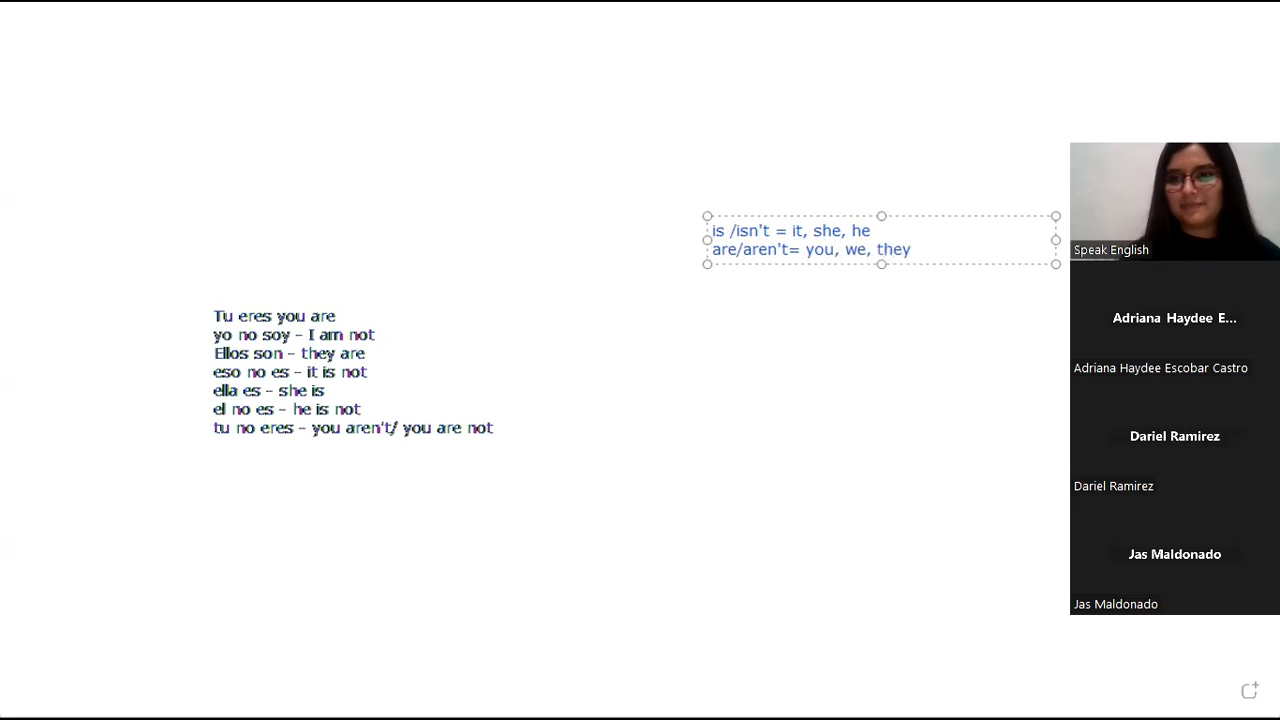 is /isn't = it, she, he
are/aren't= you, we, they
Tu eres you are
yo no soy - I am not
Ellos son - they are
eso no es - it is not
ella es - she is
el no es - he is not
tu no eres - you aren't/ you are not
Speak English
Adriana Haydee E...
Adriana Haydee Escobar Castro
Dariel Ramirez
Dariel Ramirez
Jas Maldonado
Jas Maldonado